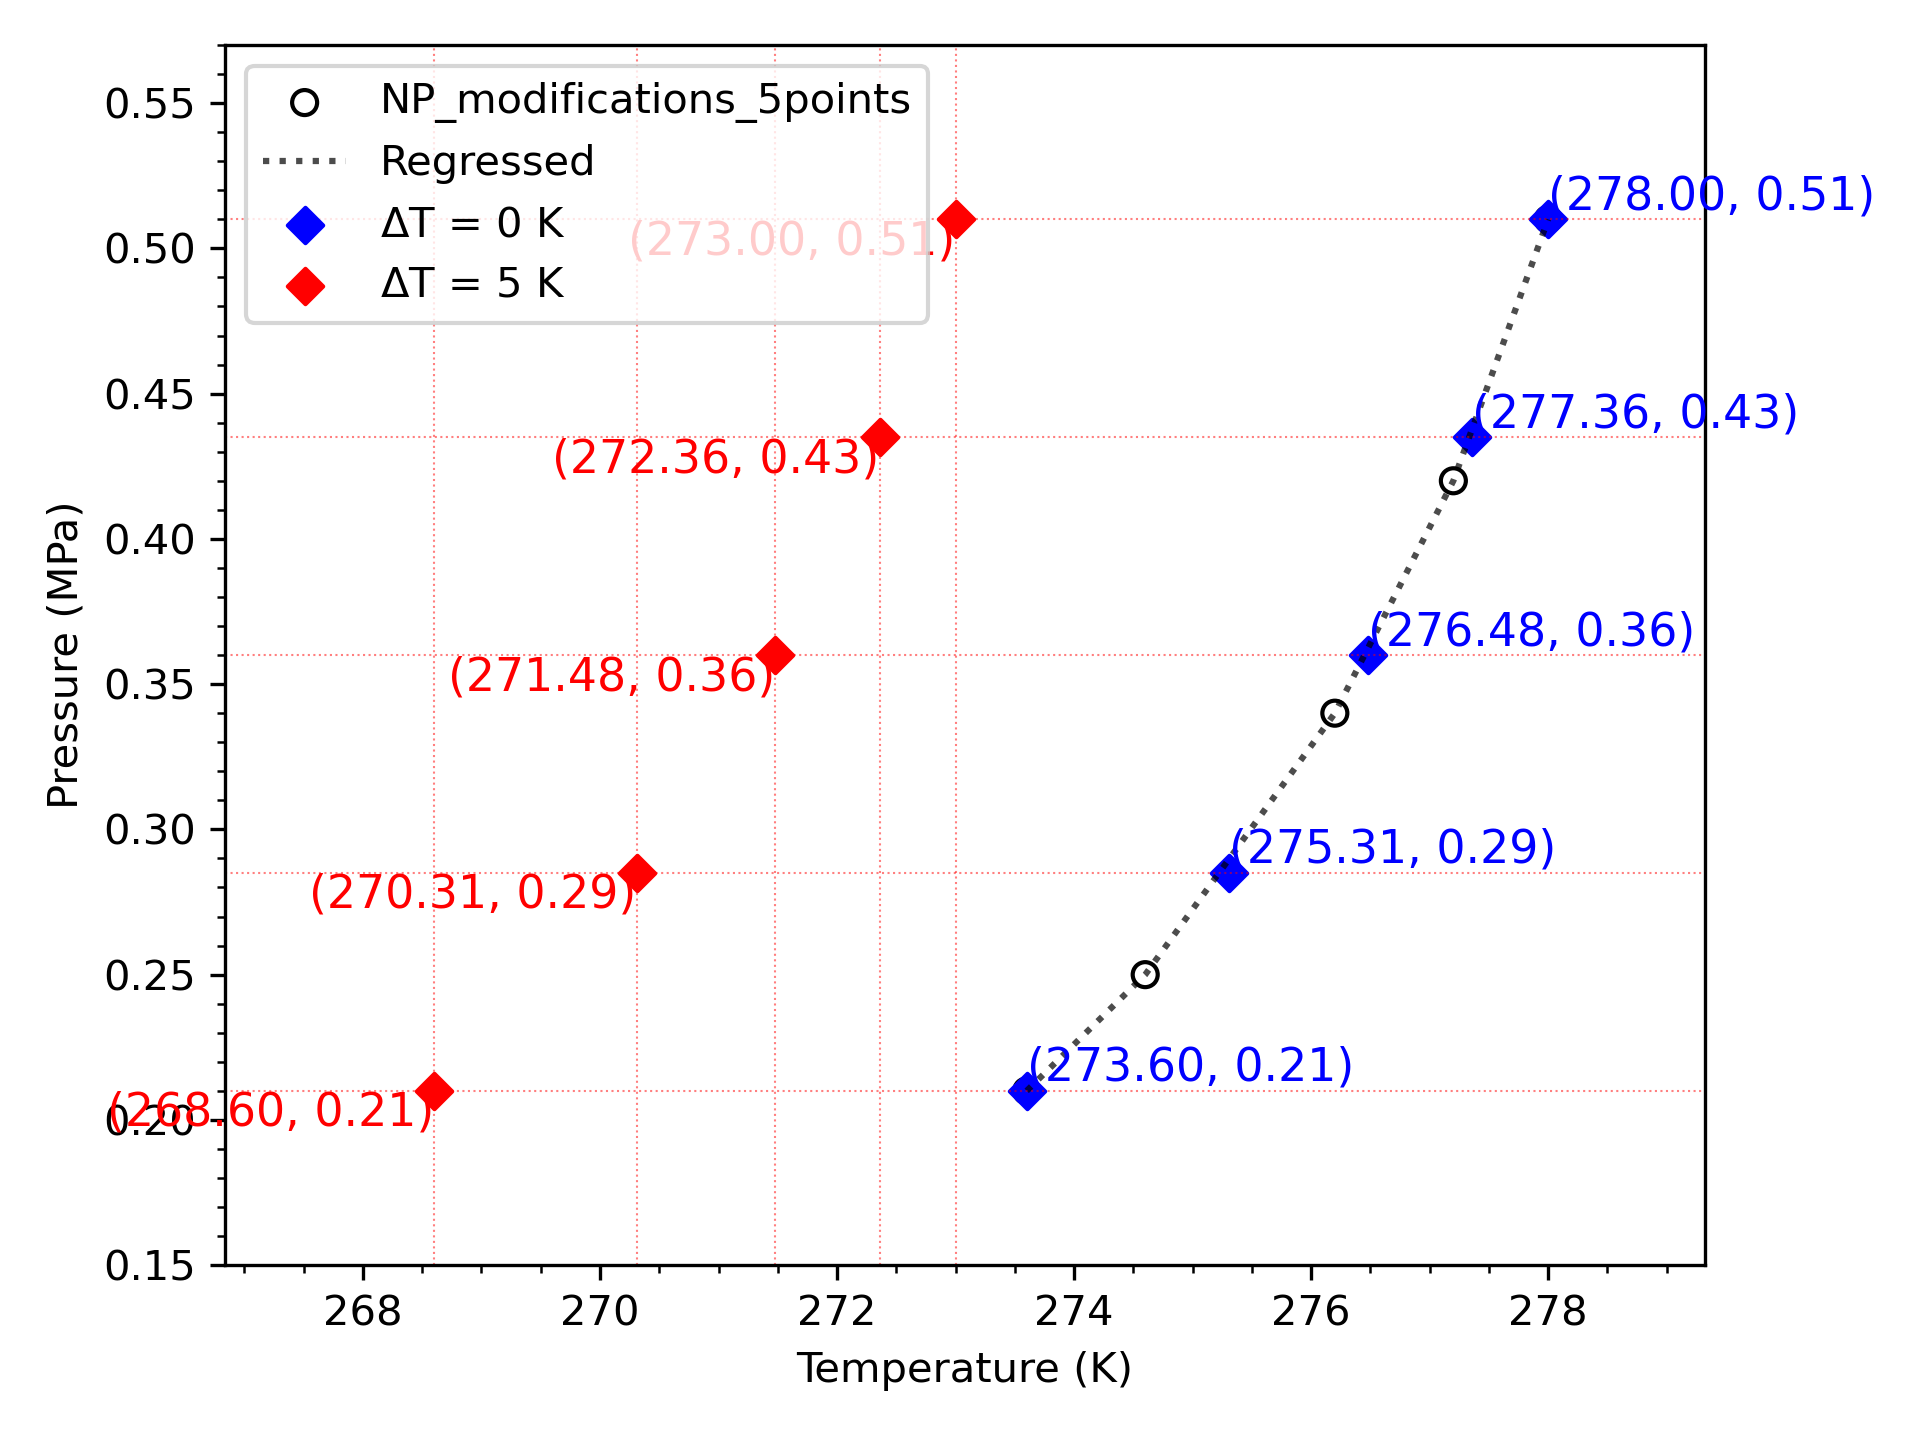 NP_modifications_5points
Regressed
ΔT = 0 K
ΔT = 5 K
(278.00, 0.51)
(273.00, 0.51)
(277.36, 0.43)
(272.36, 0.43)
(276.48, 0.36)
(271.48, 0.36)
(275.31, 0.29)
(270.31, 0.29)
(273.60, 0.21)
(268.60, 0.21)
0.55
0.50
0.45
0.40
0.35
0.30
0.25
0.20
0.15
Pressure (MPa)
268 270 272 274 276 278
Temperature (K)